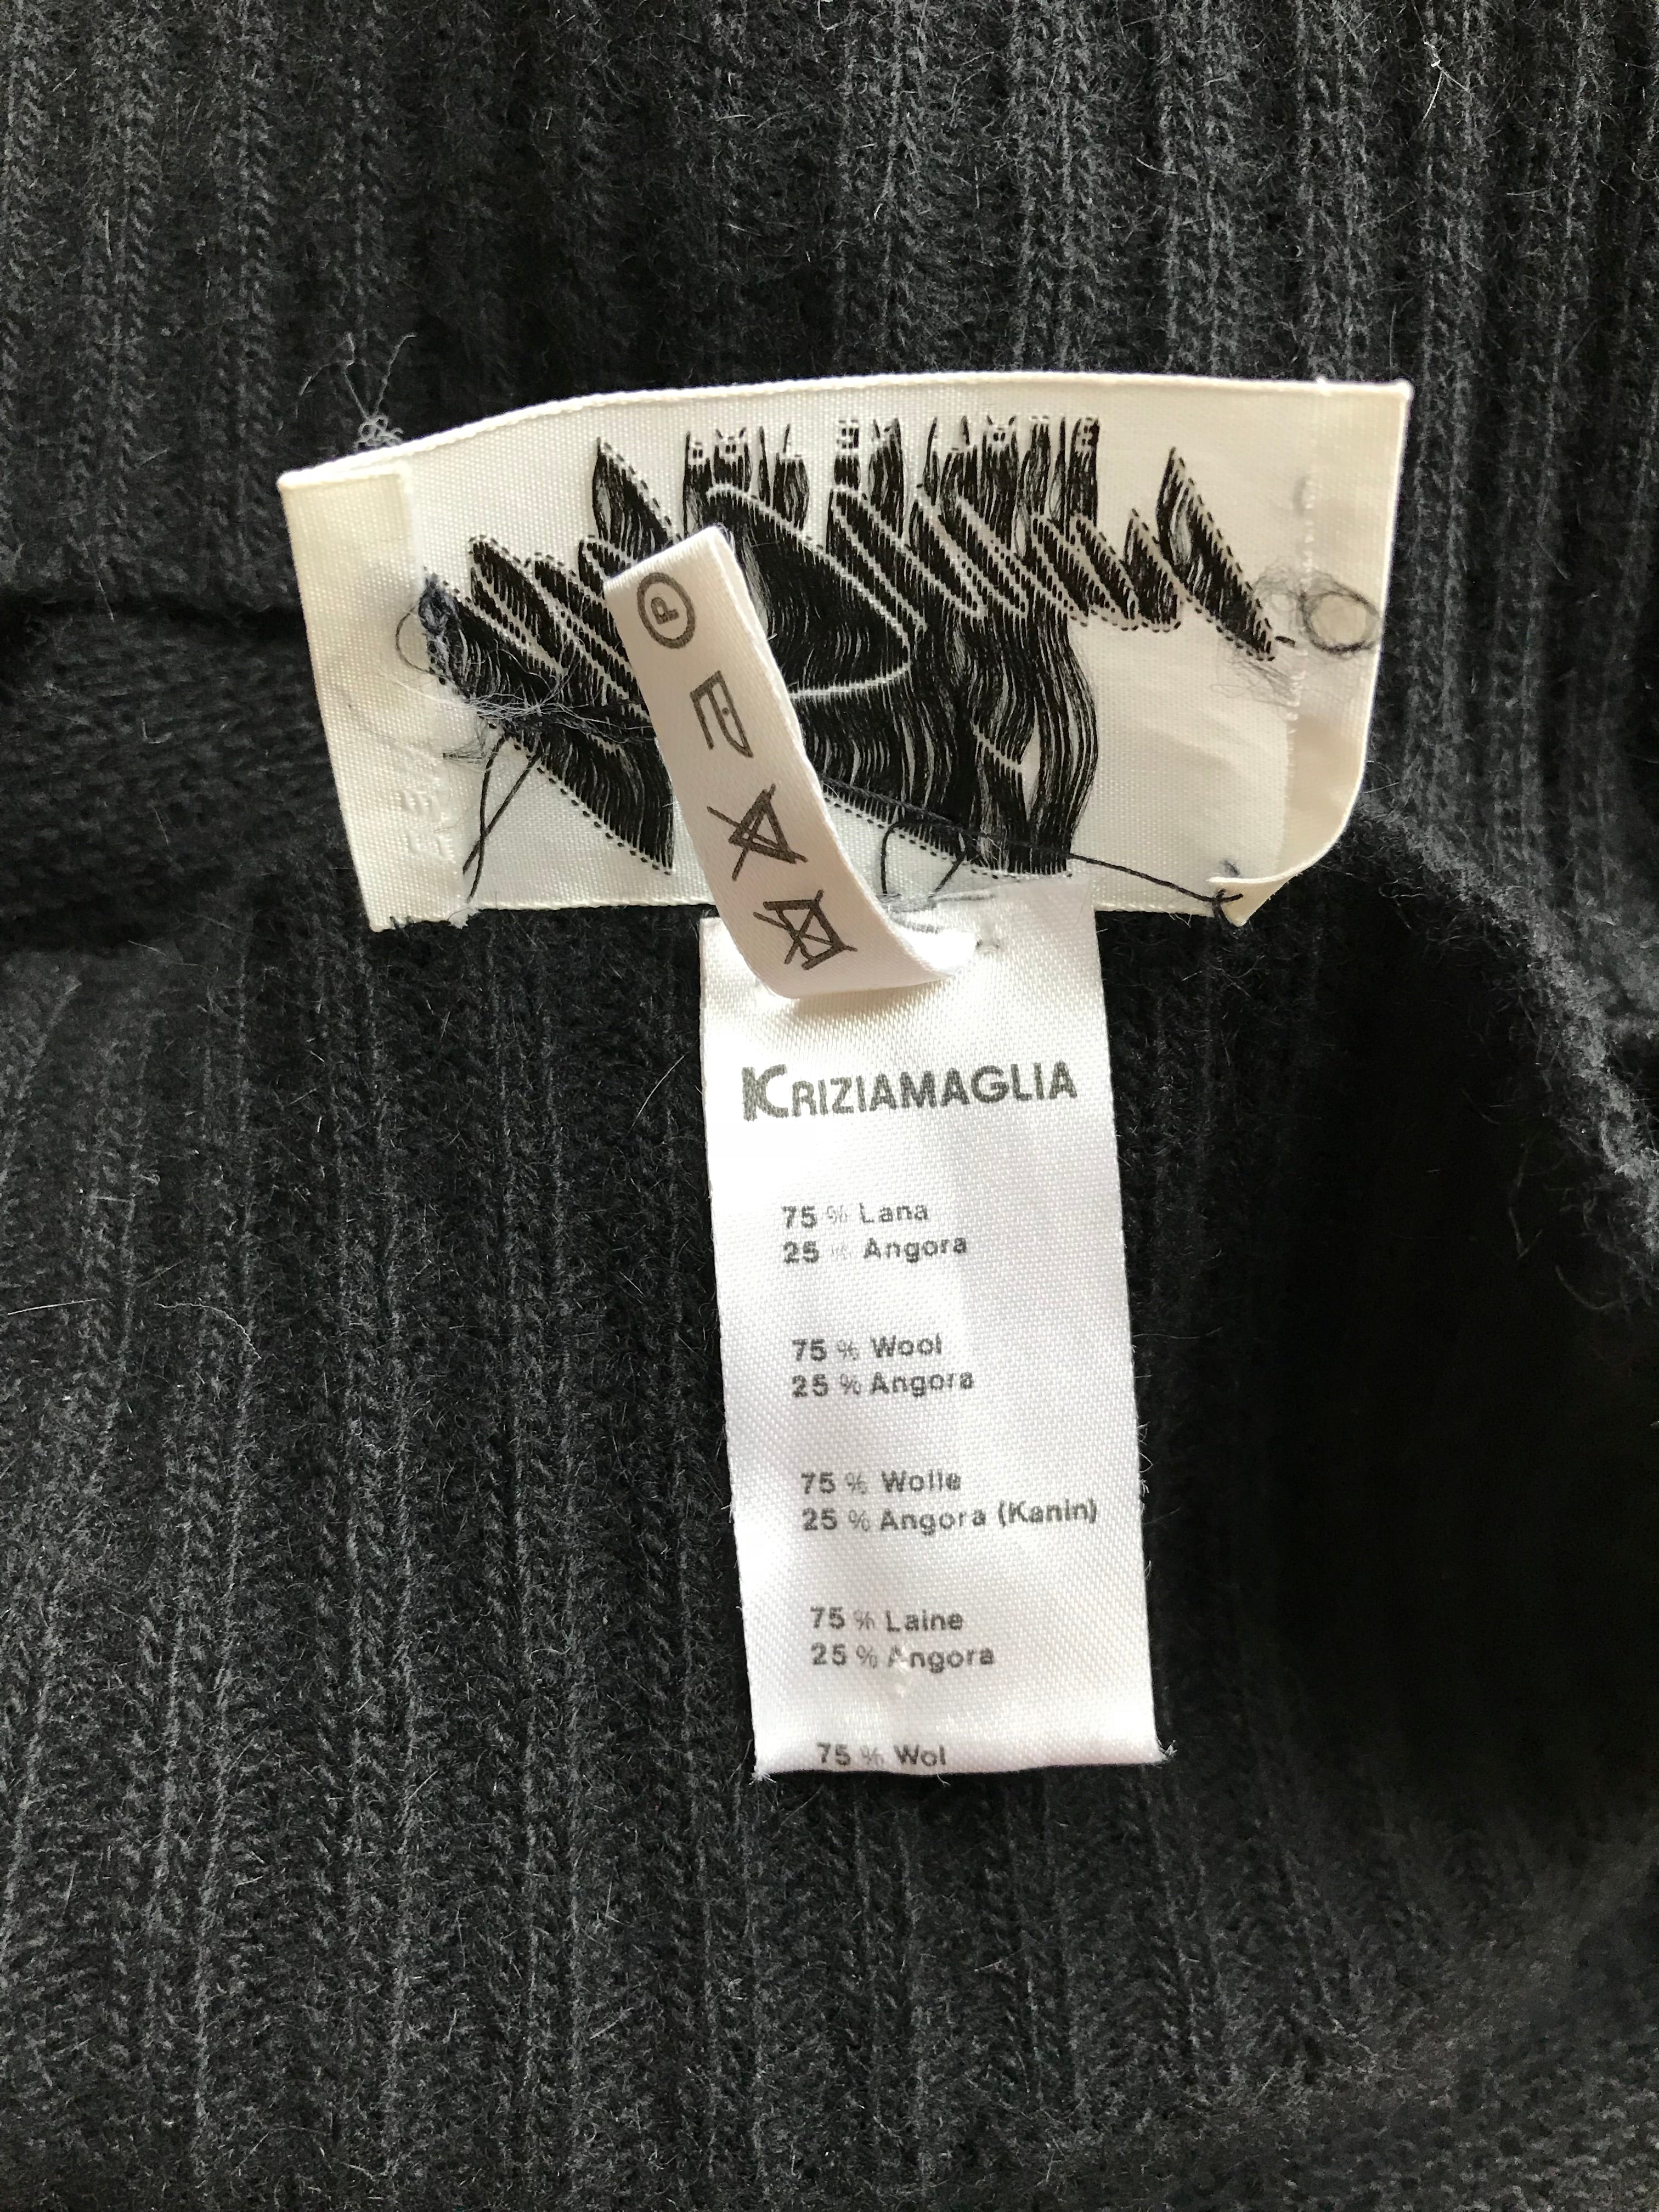 P
KRIZIAMAGLIA
75 % Lana
25 % Angora
75 % Wool
25 % Angora
75 % Wolle
25 % Angora (Kanin)
75 % Laine
25 % Angora
75 % Wol